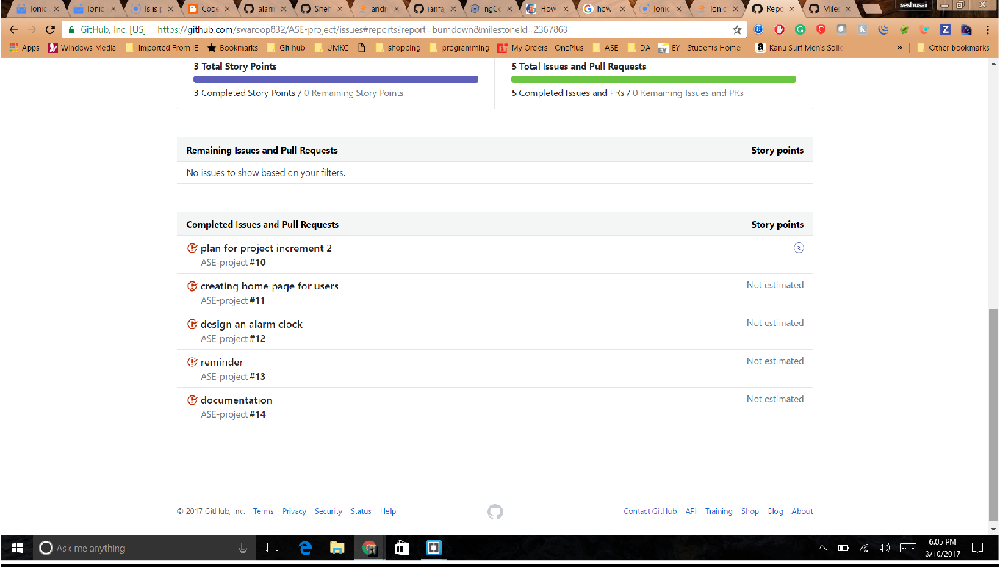 Ionic
Ionic
Is is p
Code
alam
Sneh
andr
ianfa
ngCo
How
how
Ionic
Ionic
Repo
Miles
seshusai
GitHub, Inc. [US]
https://github.com/swaroop832/ASE-project/issues#reports?report=burndown&milestoneId=2367863
Apps Windows Media Imported From IE Bookmarks Git hub UMKC shopping programming My Orders - OnePlus ASE DA EY - Students Home - Kanu Surf Men's Solid » Other bookmarks
3 Total Story Points
3 Completed Story Points / 0 Remaining Story Points
5 Total Issues and Pull Requests
5 Completed Issues and PRs / 0 Remaining Issues and PRs
Remaining Issues and Pull Requests Story points
No issues to show based on your filters.
Completed Issues and Pull Requests Story points
plan for project increment 2 3
ASE-project #10
creating home page for users Not estimated
ASE-project #11
design an alarm clock Not estimated
ASE-project #12
reminder Not estimated
ASE-project #13
documentation Not estimated
ASE-project #14
© 2017 GitHub, Inc. Terms Privacy Security Status Help Contact GitHub API Training Shop Blog About
Ask me anything
6:05 PM
3/10/2017